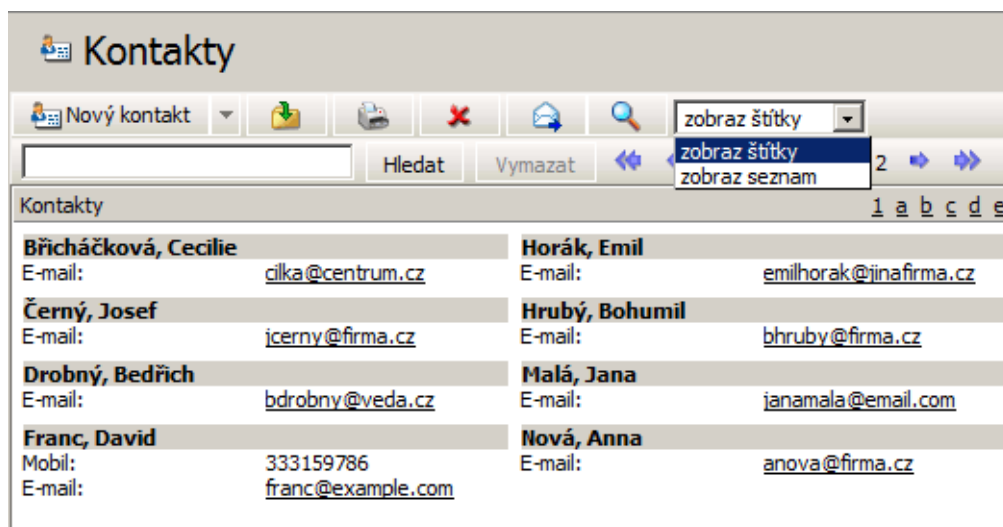 Kontakty
Nový kontakt
zobraz štítky
Hledat Vymazat 2
zobraz štítky
zobraz seznam
Kontakty 1 a b c d e
Břicháčková, Cecilie
E-mail: cilka@centrum.cz
Černý, Josef
E-mail: jcerny@firma.cz
Drobný, Bedřich
E-mail: bdrobny@veda.cz
Franc, David
Mobil: 333159786
E-mail: franc@example.com
Horák, Emil
E-mail: emilhorak@jinafirma.cz
Hrubý, Bohumil
E-mail: bhruby@firma.cz
Malá, Jana
E-mail: janamala@email.com
Nová, Anna
E-mail: anova@firma.cz